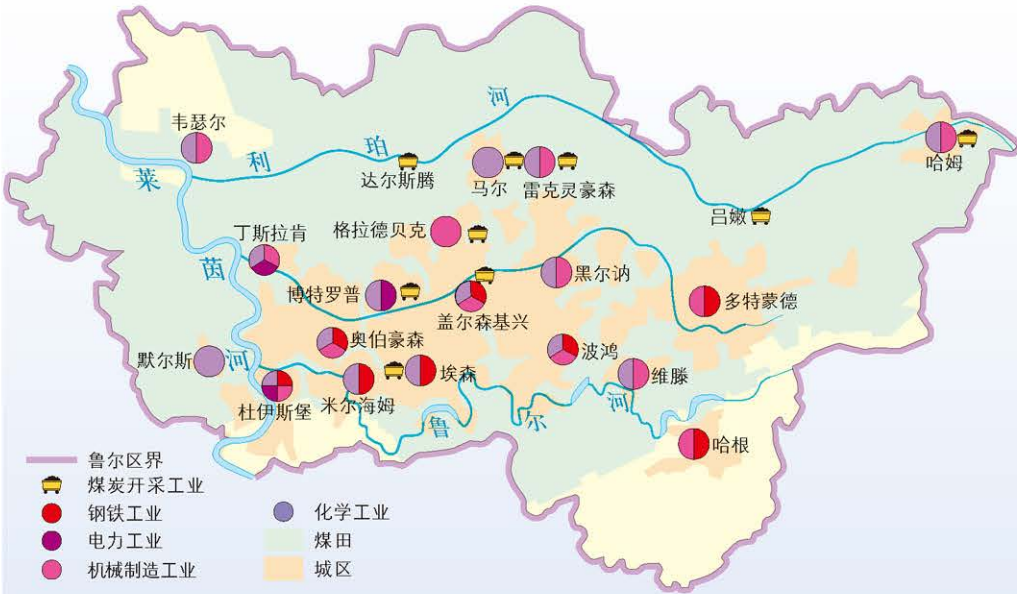 韦瑟尔
莱
茵
河
利
珀
河
达尔斯腾
马尔
雷克灵豪森
哈姆
吕嫩
丁斯拉肯
格拉德贝克
博特罗普
盖尔森基兴
黑尔讷
多特蒙德
奥伯豪森
默尔斯
杜伊斯堡
米尔海姆
埃森
波鸿
维滕
鲁
尔
河
哈根
鲁尔区界
煤炭开采工业
钢铁工业
电力工业
机械制造工业
化学工业
煤田
城区